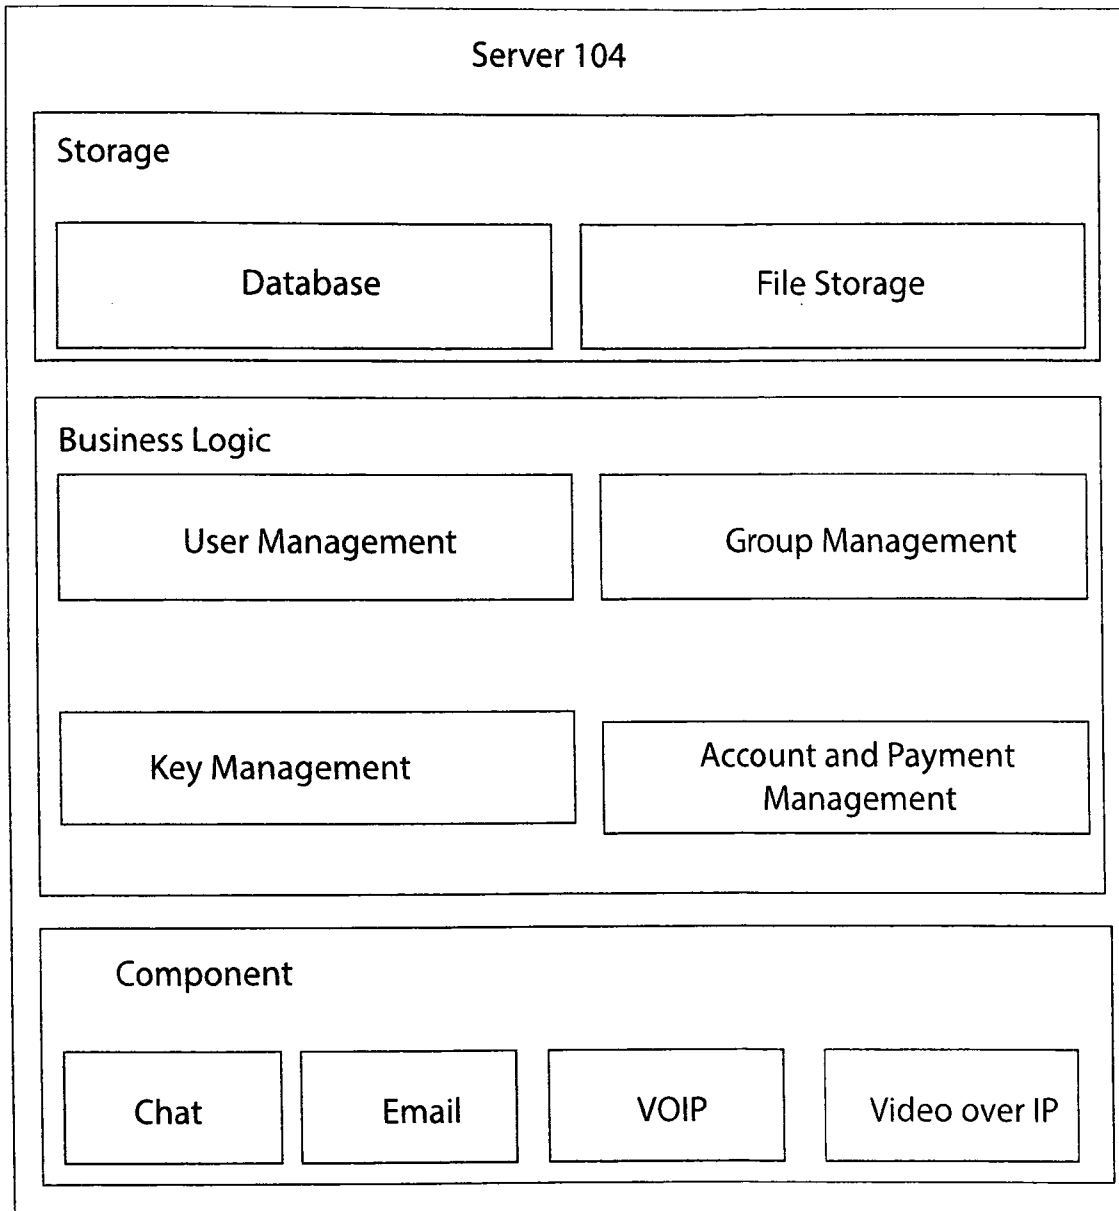 Server 104
Storage
Database
File Storage
Business Logic
User Management
Group Management
Key Management
Account and Payment
Management
Component
Chat
Email
VOIP
Video over IP